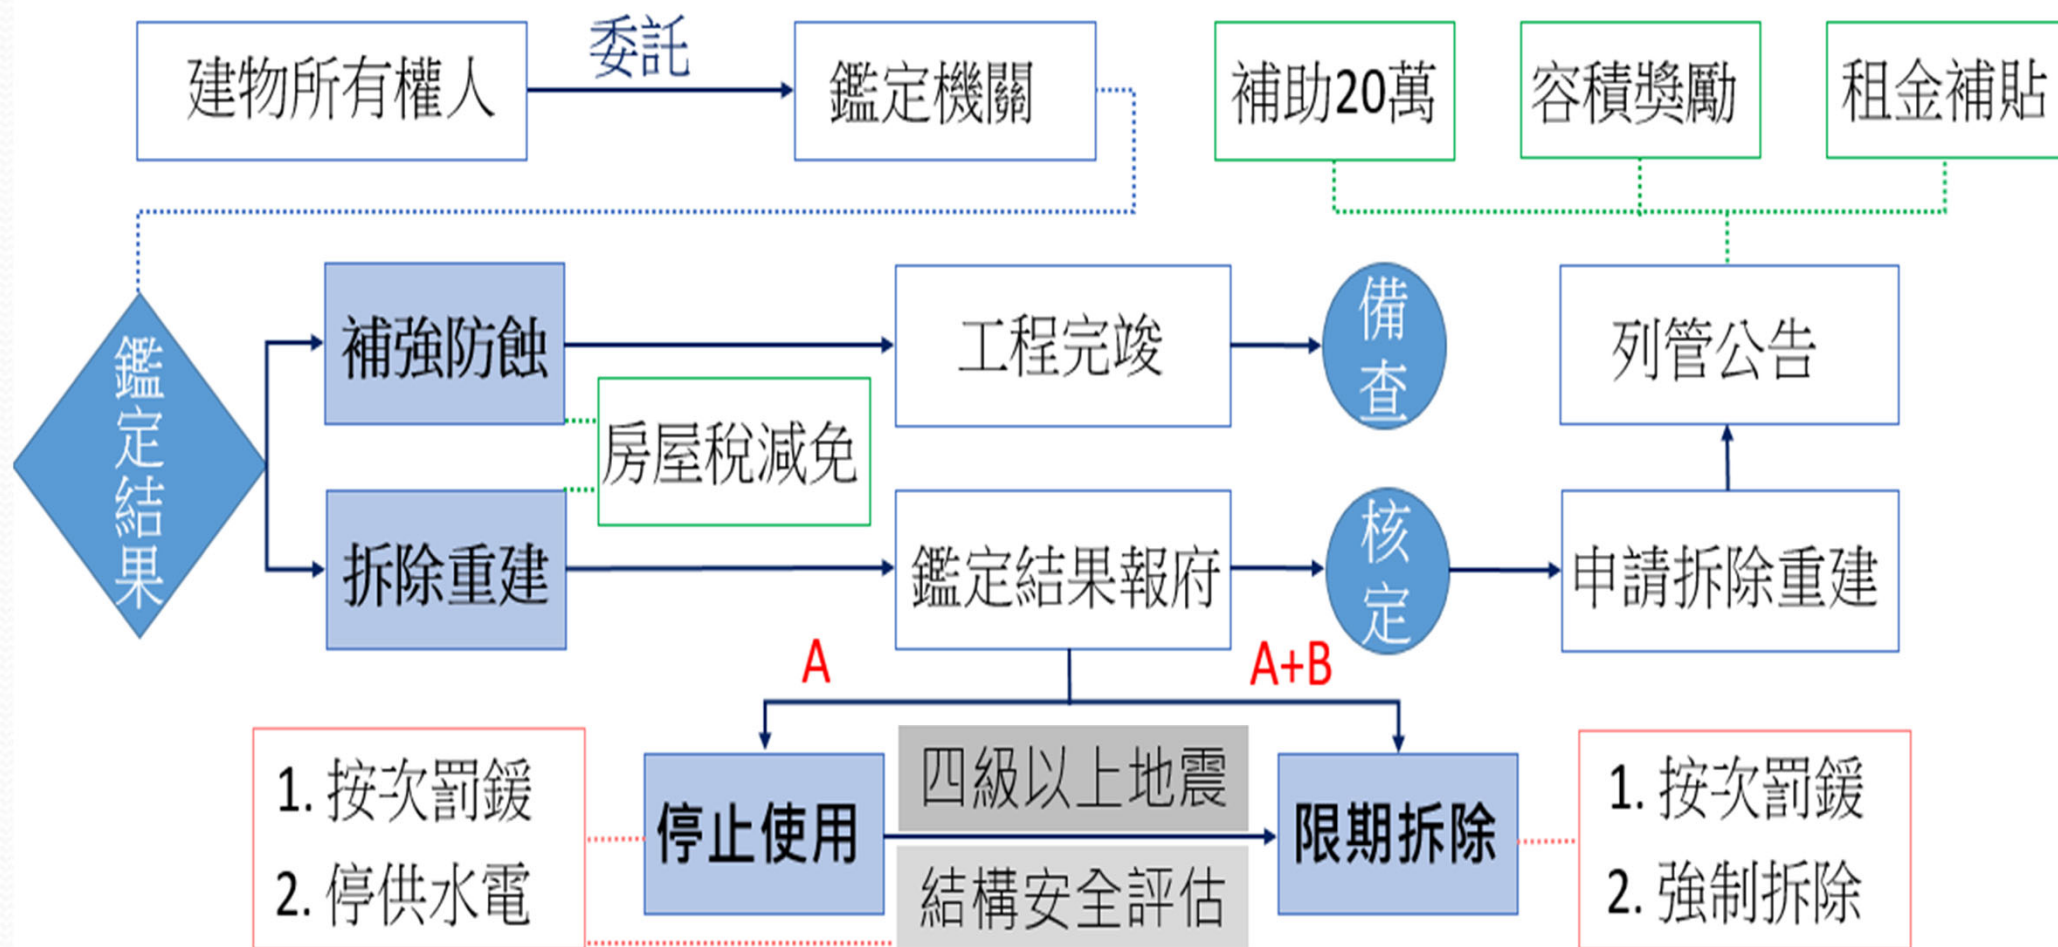 建物所有權人
委託
鑑定機關
補助20萬
容積獎勵
租金補貼
鑑定結果
補強防蝕
工程完竣
備查
列管公告
房屋稅減免
拆除重建
鑑定結果報府
核定
申請拆除重建
A
A+B
1. 按次罰鍰
2. 停供水電
停止使用
四級以上地震
結構安全評估
限期拆除
1. 按次罰鍰
2. 強制拆除